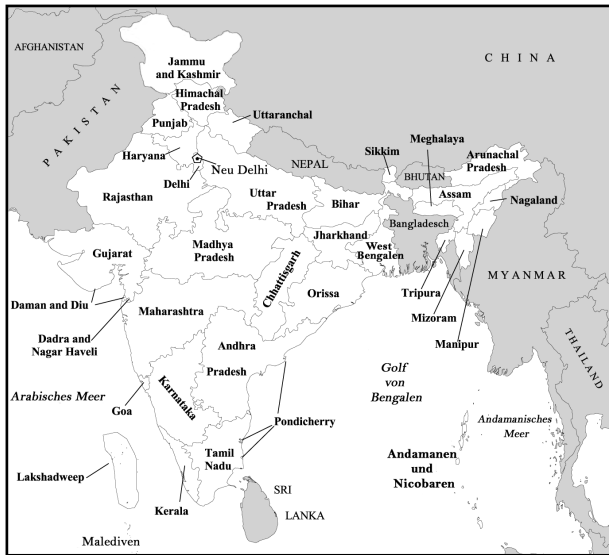 AFGHANISTAN
CHINA
Jammu
and Kashmir
Himachal
Pradesh
Uttaranchal
Punjab
PAKISTAN
Haryana
Neu Delhi
NEPAL
Sikkim
Meghalaya
BHUTAN
Arunachal
Pradesh
Delhi
Rajasthan
Uttar
Pradesh
Bihar
Assam
Nagaland
Bangladesch
Gujarat
Madhya
Pradesh
Jharkhand
West
Bengalen
Chhattisgarh
Orissa
MYANMAR
Daman and Diu
Maharashtra
Tripura
Mizoram
Manipur
Dadra and
Nagar Haveli
Andhra
Pradesh
THAILAND
Arabisches Meer
Goa
Karnataka
Golf
von
Bengalen
Pondicherry
Andamanisches
Meer
Tamil
Nadu
Andamanen
und
Nicobaren
Lakshadweep
Kerala
SRI
LANKA
Malediven